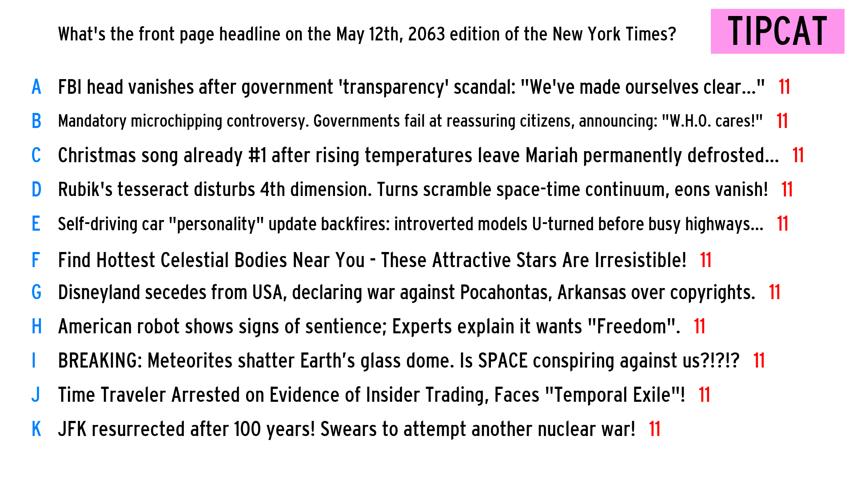 What's the front page headline on the May 12th, 2063 edition of the New York Times?
TIPCAT
A FBI head vanishes after government 'transparency' scandal: "We've made ourselves clear..." 11
B Mandatory microchipping controversy. Governments fail at reassuring citizens, announcing: "W.H.O. cares!" 11
C Christmas song already #1 after rising temperatures leave Mariah permanently defrosted... 11
D Rubik's tesseract disturbs 4th dimension. Turns scramble space-time continuum, eons vanish! 11
E Self-driving car "personality" update backfires: introverted models U-turned before busy highways... 11
F Find Hottest Celestial Bodies Near You - These Attractive Stars Are Irresistible! 11
G Disneyland secedes from USA, declaring war against Pocahontas, Arkansas over copyrights. 11
H American robot shows signs of sentience; Experts explain it wants "Freedom". 11
I BREAKING: Meteorites shatter Earth's glass dome. Is SPACE conspiring against us?!?!? 11
J Time Traveler Arrested on Evidence of Insider Trading, Faces "Temporal Exile"! 11
K JFK resurrected after 100 years! Swears to attempt another nuclear war! 11